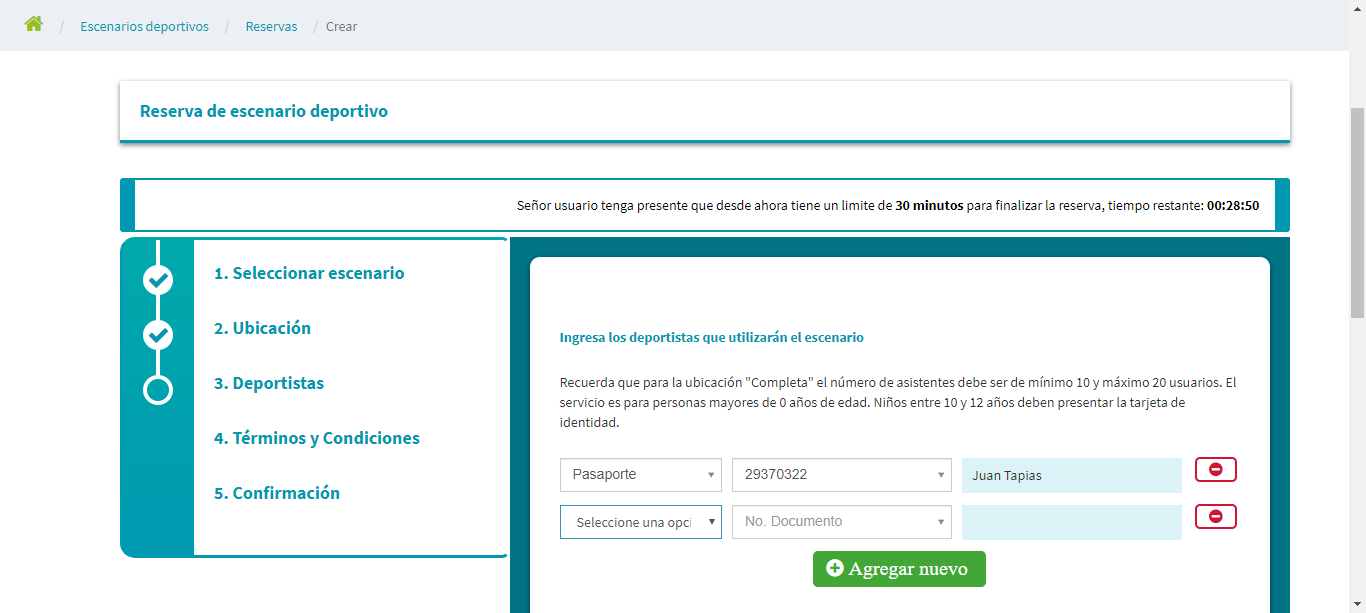 / Escenarios deportivos / Reservas / Crear
Reserva de escenario deportivo
Señor usuario tenga presente que desde ahora tiene un limite de 30 minutos para finalizar la reserva, tiempo restante: 00:28:50
1. Seleccionar escenario
2. Ubicación
3. Deportistas
4. Términos y Condiciones
5. Confirmación
Ingresa los deportistas que utilizarán el escenario
Recuerda que para la ubicación "Completa" el número de asistentes debe ser de mínimo 10 y máximo 20 usuarios. El
servicio es para personas mayores de 0 años de edad. Niños entre 10 y 12 años deben presentar la tarjeta de
identidad.
Pasaporte 29370322 Juan Tapias
Seleccione una opci No. Documento
Agregar nuevo